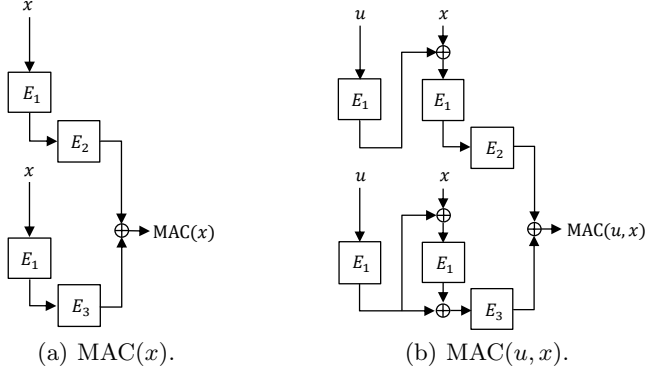 x
E₁
E₂
x
E₁
E₃
MAC(x)
(a) MAC(x).
u
x
E₁
E₁
E₂
u
x
E₁
E₁
E₃
MAC(u, x)
(b) MAC(u, x).